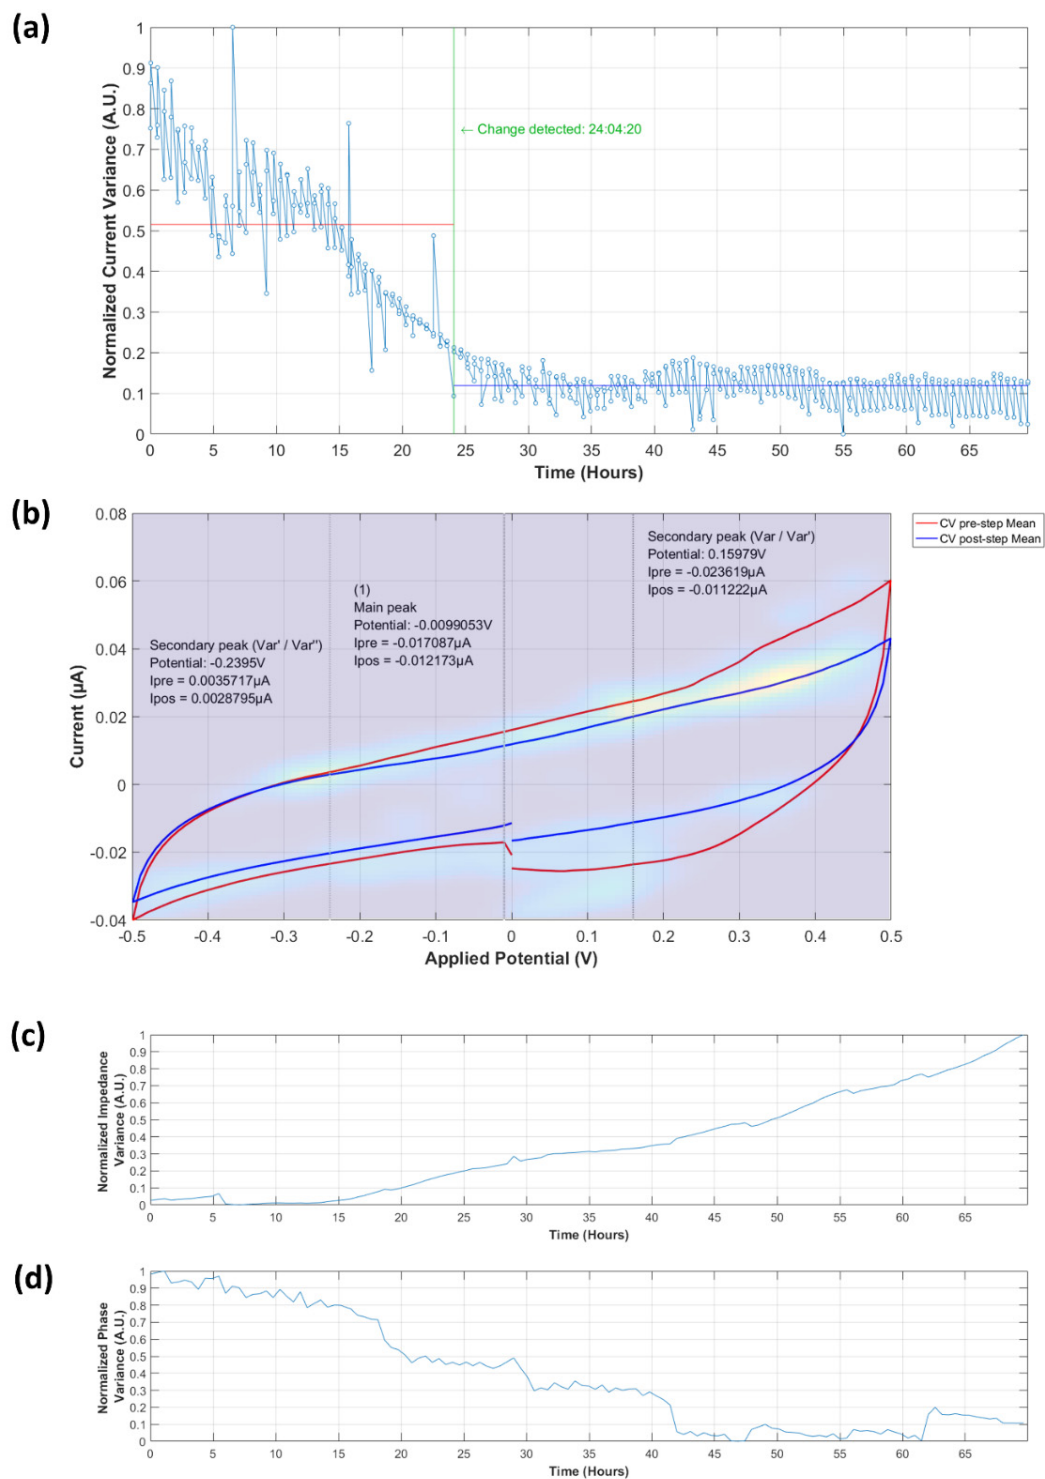 (a)
Normalized Current Variance (A.U.)
1
0.9
0.8
0.7
0.6
0.5
0.4
0.3
0.2
0.1
0
← Change detected: 24:04:20
0 5 10 15 20 25 30 35 40 45 50 55 60 65
Time (Hours)
(b)
Current (µA)
0.08
0.06
0.04
0.02
0
-0.02
-0.04
Secondary peak (Var' / Var'')
Potential: -0.2395V
Ipre = 0.0035717µA
Ipos = 0.0028795µA
(1)
Main peak
Potential: -0.0099053V
Ipre = -0.017087µA
Ipos = -0.012173µA
Secondary peak (Var / Var')
Potential: 0.15979V
Ipre = -0.023619µA
Ipos = -0.011222µA
CV pre-step Mean
CV post-step Mean
-0.5 -0.4 -0.3 -0.2 -0.1 0 0.1 0.2 0.3 0.4 0.5
Applied Potential (V)
(c)
Normalized Impedance
Variance (A.U.)
1
0.9
0.8
0.7
0.6
0.5
0.4
0.3
0.2
0.1
0
0 5 10 15 20 25 30 35 40 45 50 55 60 65
Time (Hours)
(d)
Normalized Phase
Variance (A.U.)
1
0.9
0.8
0.7
0.6
0.5
0.4
0.3
0.2
0.1
0
0 5 10 15 20 25 30 35 40 45 50 55 60 65
Time (Hours)